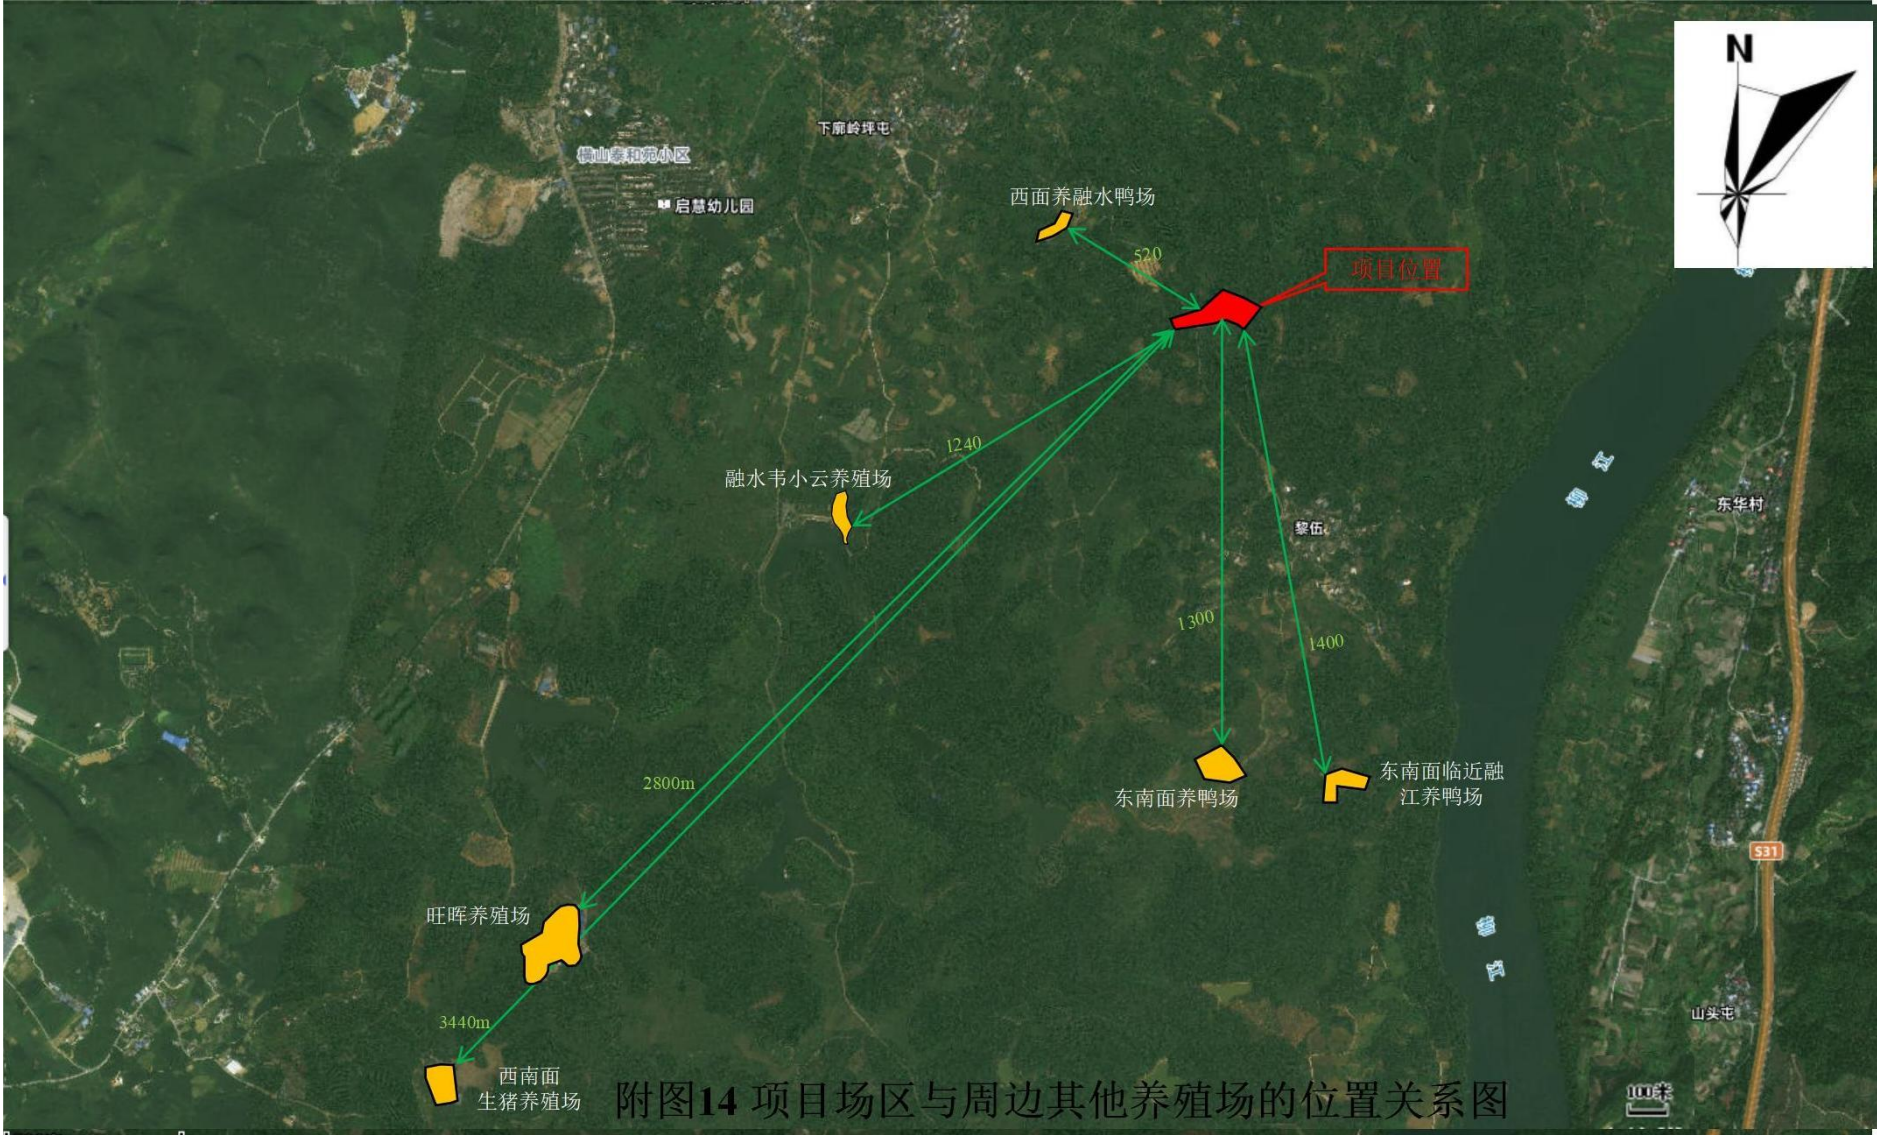 N
下廓岭坪屯
横山泰和苑小区
启慧幼儿园
西面养融水鸭场
520
项目位置
1240
融水韦小云养殖场
柳江
东华村
黎伍
1300
1400
2800m
东南面养鸭场
东南面临近融
江养鸭场
S31
旺晖养殖场
柳江
3440m
山头屯
西南面
生猪养殖场
附图14 项目场区与周边其他养殖场的位置关系图
100米